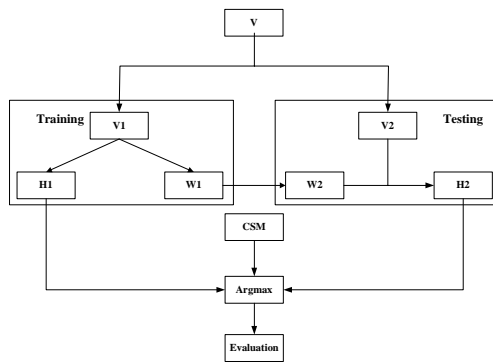 V
Training
V1
H1
W1
Testing
V2
W2
H2
CSM
Argmax
Evaluation